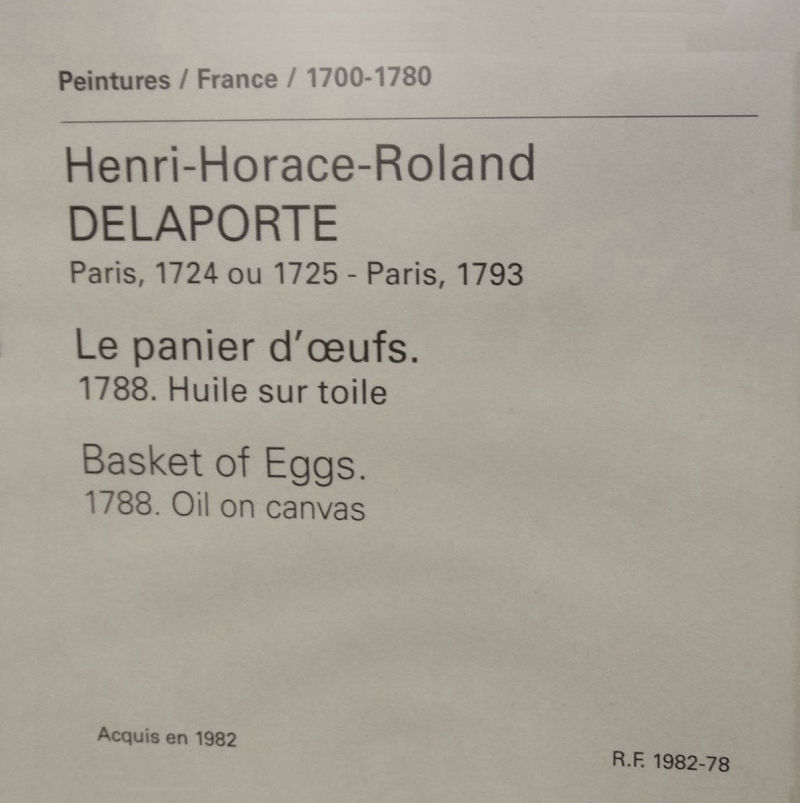 Peintures / France / 1700-1780
Henri-Horace-Roland
DELAPORTE
Paris, 1724 ou 1725 - Paris, 1793
Le panier d'œufs.
1788. Huile sur toile
Basket of Eggs.
1788. Oil on canvas
Acquis en 1982
R.F. 1982-78